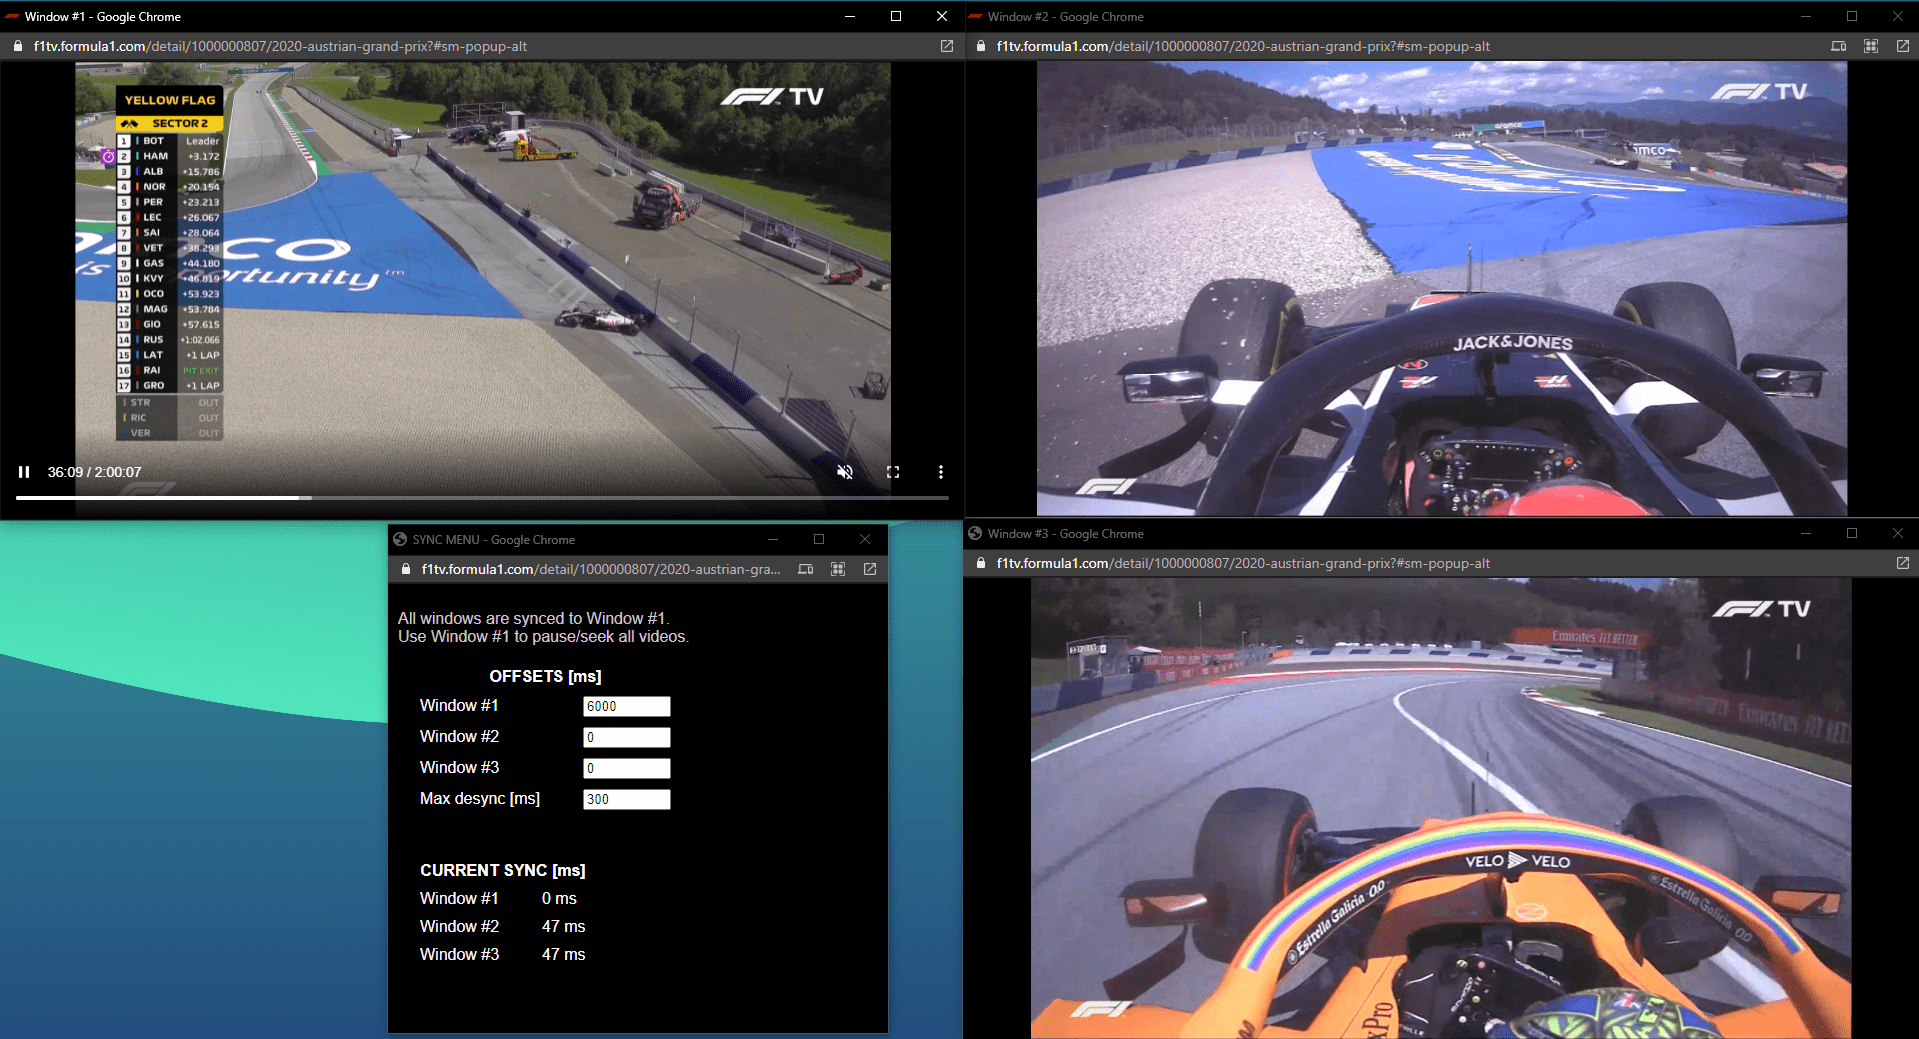 Window #1 - Google Chrome
f1tv.formula1.com/detail/1000000807/2020-austrian-grand-prix?#sm-popup-alt
F1 TV
YELLOW FLAG
SECTOR 2
1 BOT Leader
2 HAM +3.172
3 ALB +15.786
4 NOR +20.154
5 PER +23.213
6 LEC +26.067
7 SAI +28.064
8 VET +38.293
9 GAS +44.180
10 KVY +46.819
11 OCO +53.923
12 MAG +53.784
13 GIO +57.615
14 RUS +1:02.066
15 LAT +1 LAP
16 RAI PIT EXIT
17 GRO +1 LAP
STR OUT
RIC OUT
VER OUT
co
is
portunity™
36:09 / 2:00:07
Window #2 - Google Chrome
f1tv.formula1.com/detail/1000000807/2020-austrian-grand-prix?#sm-popup-alt
F1 TV
aramco
amco
JACK&JONES
F1
SYNC MENU - Google Chrome
f1tv.formula1.com/detail/1000000807/2020-austrian-gra...
All windows are synced to Window #1.
Use Window #1 to pause/seek all videos.
OFFSETS [ms]
Window #1 6000
Window #2 0
Window #3 0
Max desync [ms] 300
CURRENT SYNC [ms]
Window #1 0 ms
Window #2 47 ms
Window #3 47 ms
Window #3 - Google Chrome
f1tv.formula1.com/detail/1000000807/2020-austrian-grand-prix?#sm-popup-alt
F1 TV
Emirates FLY BETTER
VELO VELO
Estrella Galicia 0,0
Estrella Galicia 0,0
F1
xPro